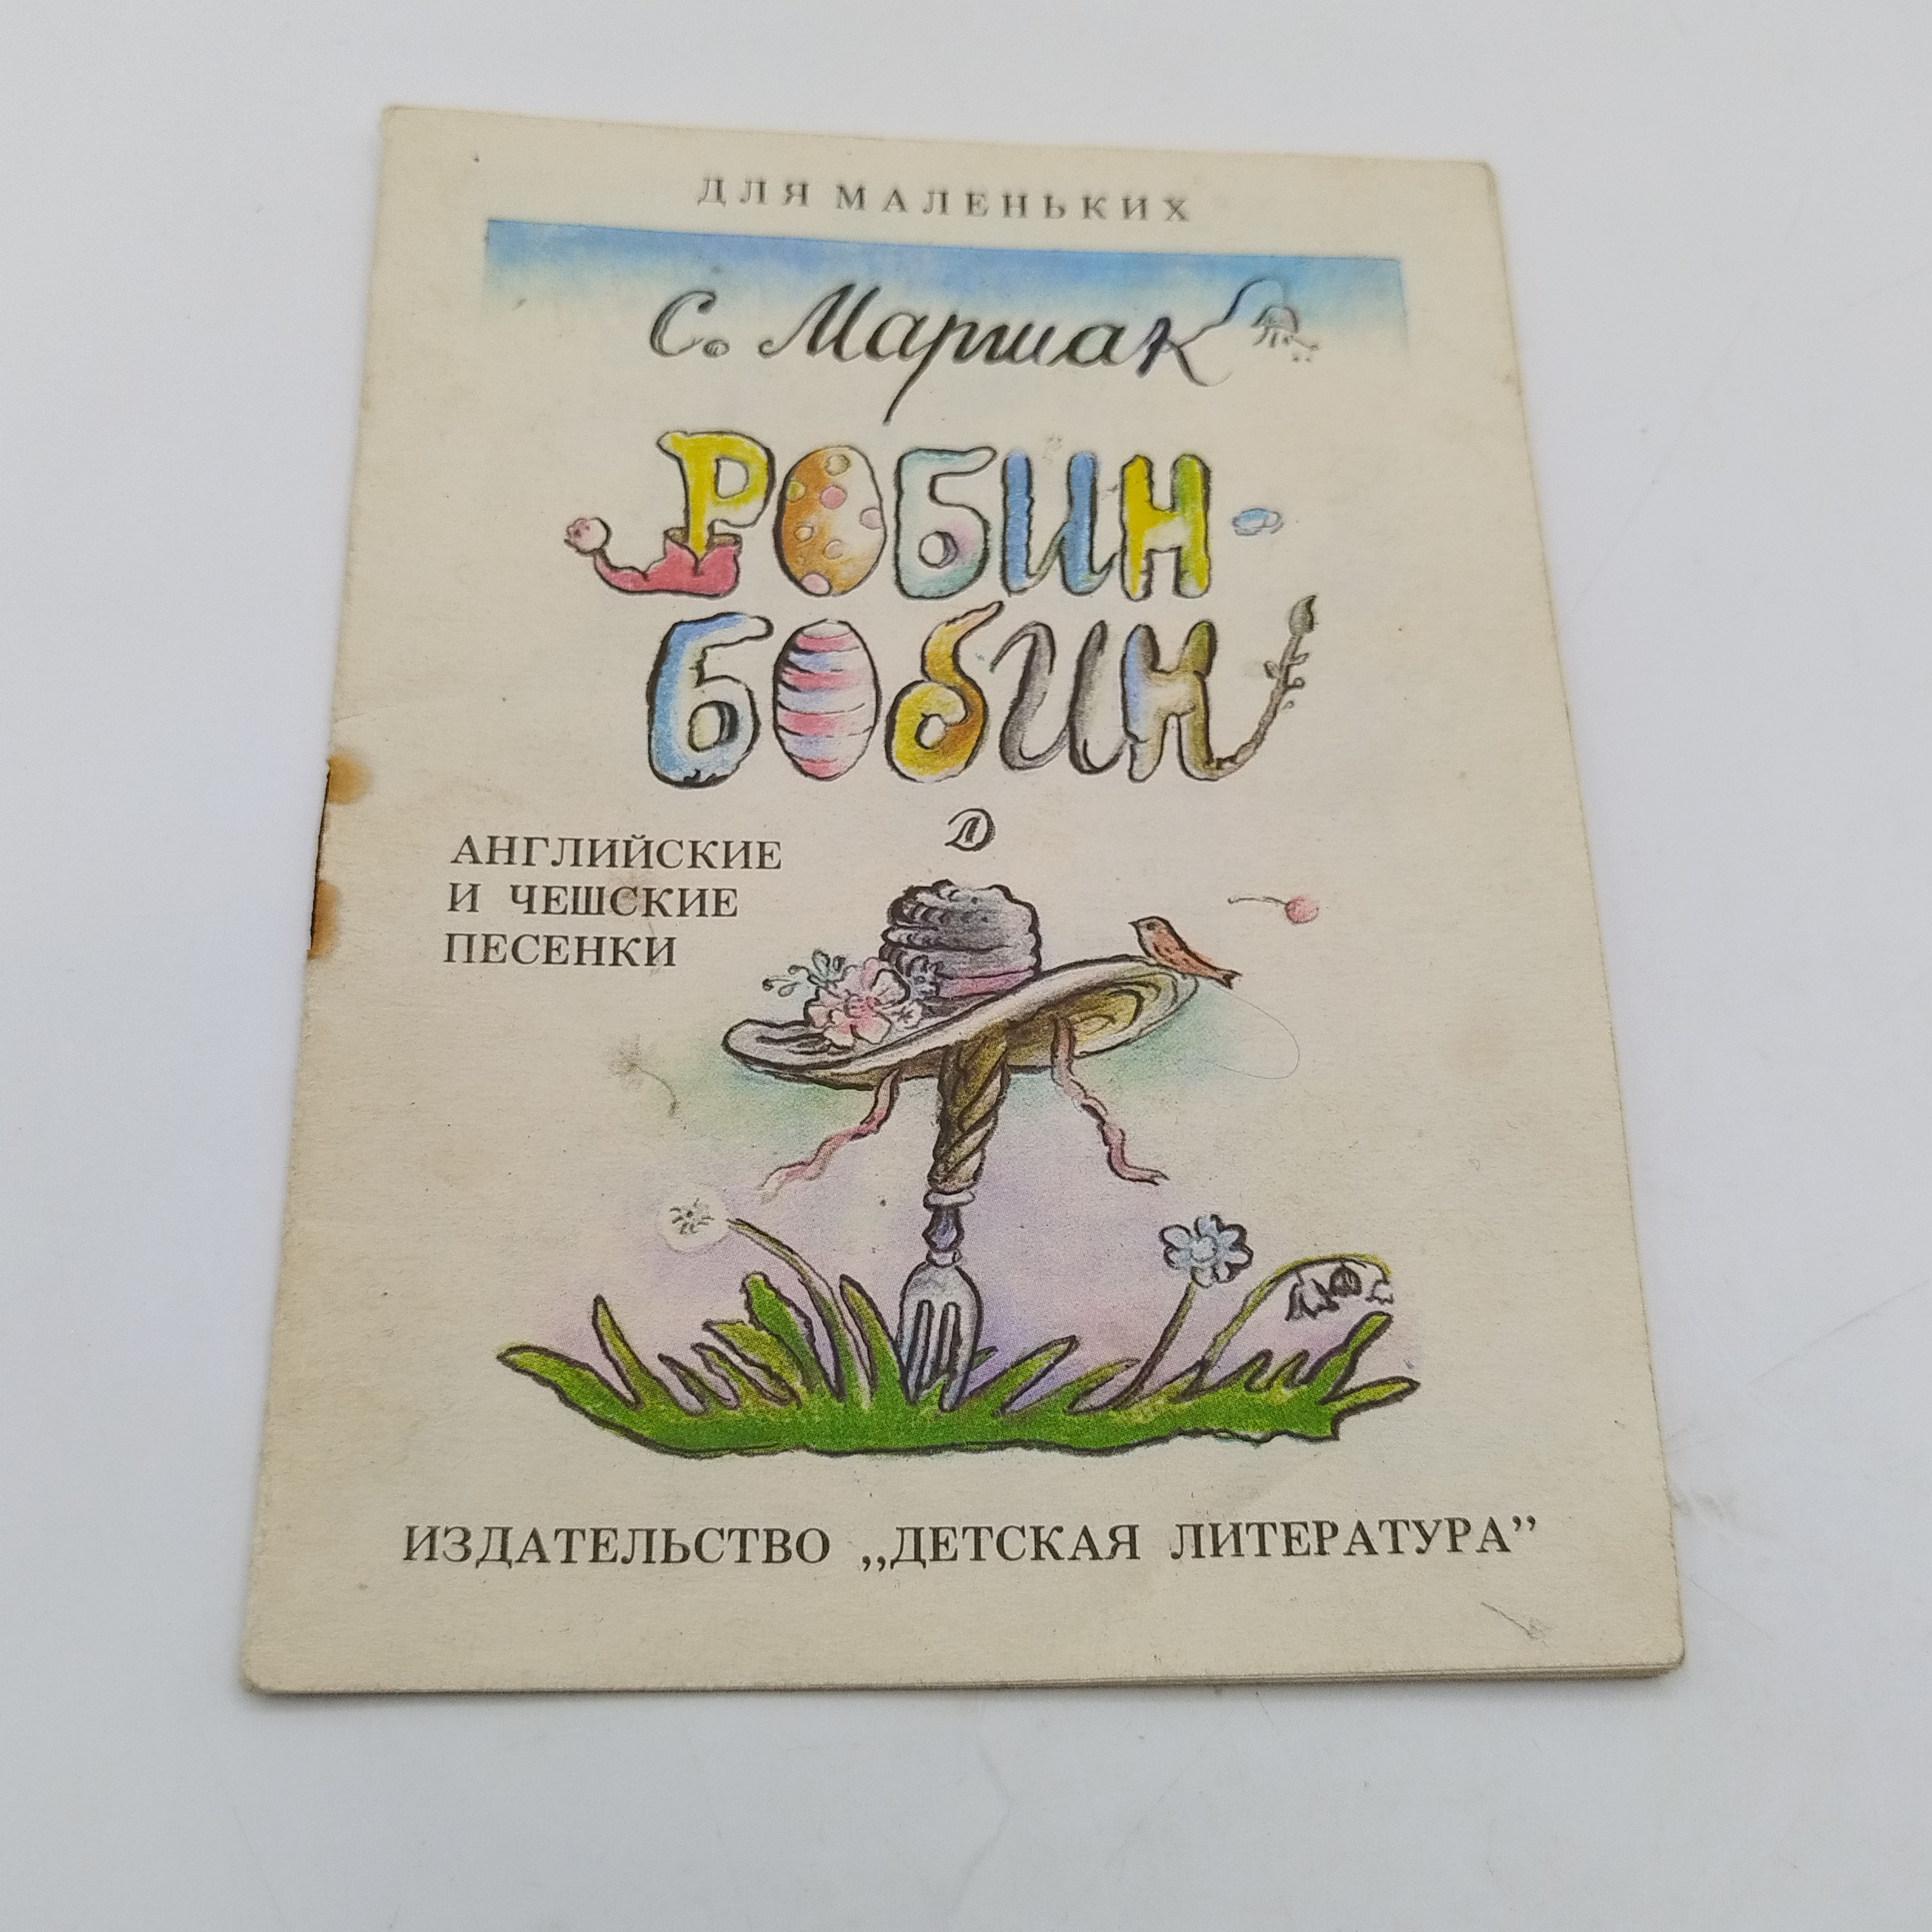 ДЛЯ МАЛЕНЬКИХ
С. Маршак
РОБИН-
БОБИН
АНГЛИЙСКИЕ
И ЧЕШСКИЕ
ПЕСЕНКИ
ИЗДАТЕЛЬСТВО „ДЕТСКАЯ ЛИТЕРАТУРА”